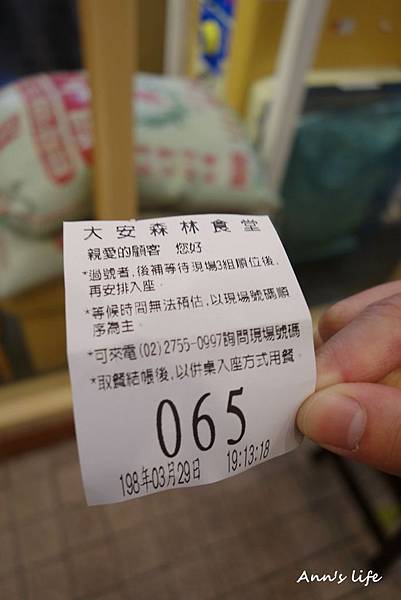 大安森林食堂
親愛的顧客 您好
*過號者,後補等待現場3組順位後,
再安排入座。
*等候時間無法預估,以現場號碼順
序為主。
*可來電(02)2755-0997詢問現場號碼
*取餐結帳後,以併桌入座方式用餐。
065
198年03月29日 19:13:18
Ann's life